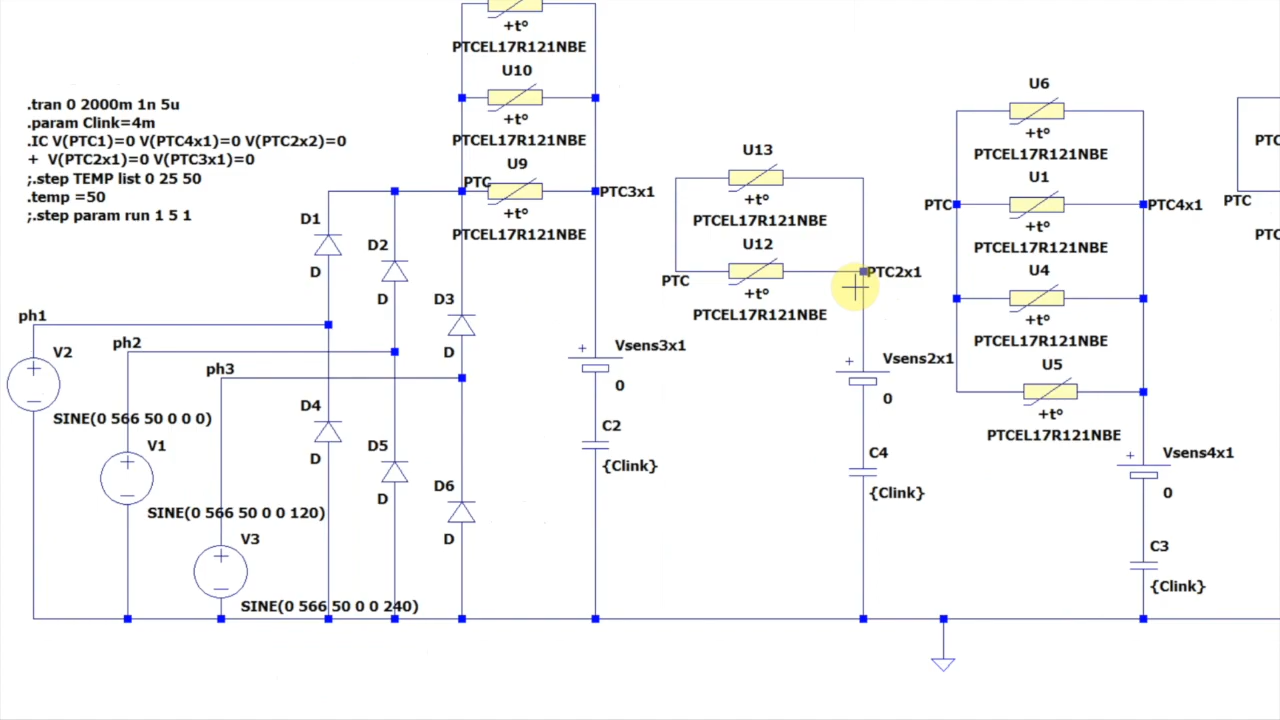 +t°
PTCEL17R121NBE
U10
+t°
PTCEL17R121NBE
U9
PTC
PTC3x1
+t°
PTCEL17R121NBE
.tran 0 2000m 1n 5u
.param Clink=4m
.IC V(PTC1)=0 V(PTC4x1)=0 V(PTC2x2)=0
+ V(PTC2x1)=0 V(PTC3x1)=0
;.step TEMP list 0 25 50
.temp =50
;.step param run 1 5 1
D1
D
D2
D
D3
D
ph1
V2
SINE(0 566 50 0 0 0)
ph2
V1
SINE(0 566 50 0 0 120)
ph3
V3
SINE(0 566 50 0 0 240)
D4
D
D5
D
D6
D
+
Vsens3x1
0
C2
{Clink}
U13
+t°
PTCEL17R121NBE
U12
PTC
PTC2x1
+t°
PTCEL17R121NBE
+
Vsens2x1
0
C4
{Clink}
U6
+t°
PTCEL17R121NBE
U1
PTC
PTC4x1
+t°
PTCEL17R121NBE
U4
+t°
PTCEL17R121NBE
U5
+t°
PTCEL17R121NBE
+
Vsens4x1
0
C3
{Clink}
PTC